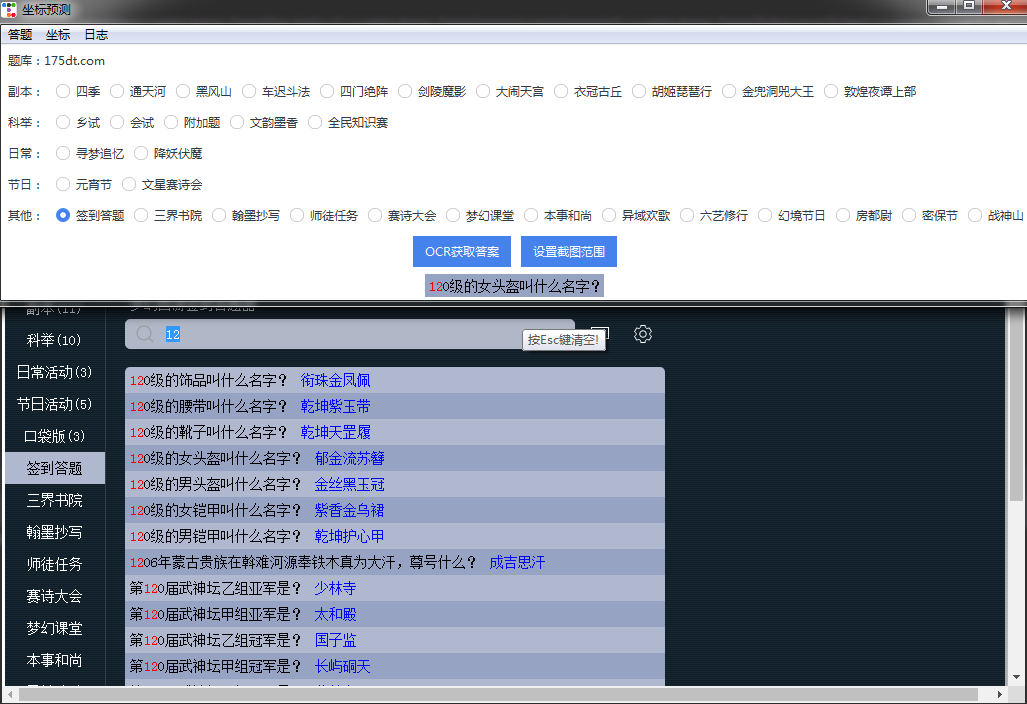 坐标预测
答题 坐标 日志
题库：175dt.com
副本： 四季 通天河 黑风山 车迟斗法 四门绝阵 剑陵魔影 大闹天宫 衣冠古丘 胡姬琵琶行 金兜洞兕大王 敦煌夜谭上部
科举： 乡试 会试 附加题 文韵墨香 全民知识赛
日常： 寻梦追忆 降妖伏魔
节日： 元宵节 文星赛诗会
其他： 签到答题 三界书院 翰墨抄写 师徒任务 赛诗大会 梦幻课堂 本事和尚 异域欢歌 六艺修行 幻境节日 房都尉 密保节 战神山
OCR获取答案 设置截图范围
120级的女头盔叫什么名字？
副本(11)
科举(10)
12
按Esc键清空!
日常活动(3)
节日活动(5)
口袋版(3)
签到答题
三界书院
翰墨抄写
师徒任务
赛诗大会
梦幻课堂
本事和尚
120级的饰品叫什么名字？ 衔珠金凤佩
120级的腰带叫什么名字？ 乾坤紫玉带
120级的靴子叫什么名字？ 乾坤天罡履
120级的女头盔叫什么名字？ 郁金流苏簪
120级的男头盔叫什么名字？ 金丝黑玉冠
120级的女铠甲叫什么名字？ 紫香金乌裙
120级的男铠甲叫什么名字？ 乾坤护心甲
1206年蒙古贵族在斡难河源奉铁木真为大汗，尊号什么？ 成吉思汗
第120届武神坛乙组亚军是？ 少林寺
第120届武神坛甲组亚军是？ 太和殿
第120届武神坛乙组冠军是？ 国子监
第120届武神坛甲组冠军是？ 长屿硐天